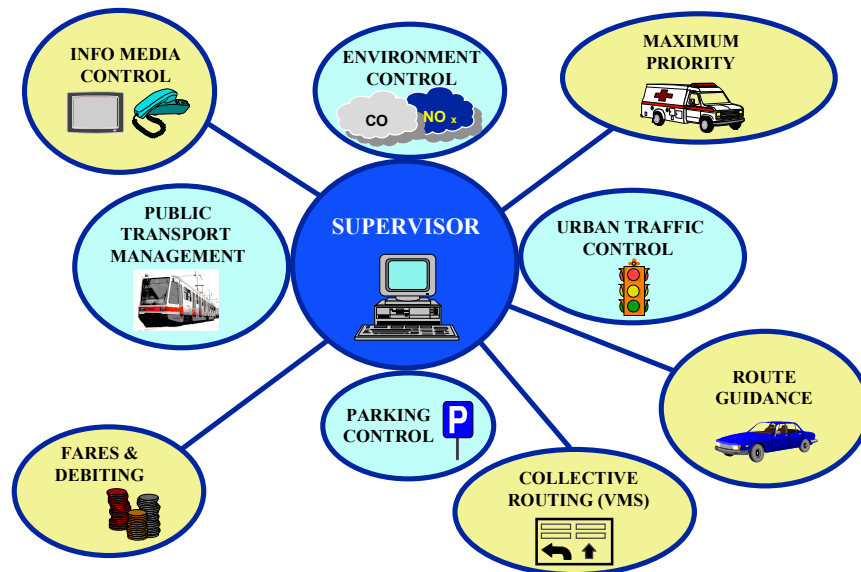 INFO MEDIA
CONTROL
ENVIRONMENT
CONTROL
CO
NO x
MAXIMUM
PRIORITY
PUBLIC
TRANSPORT
MANAGEMENT
SUPERVISOR
URBAN TRAFFIC
CONTROL
ROUTE
GUIDANCE
PARKING
CONTROL
P
FARES &
DEBITING
COLLECTIVE
ROUTING (VMS)